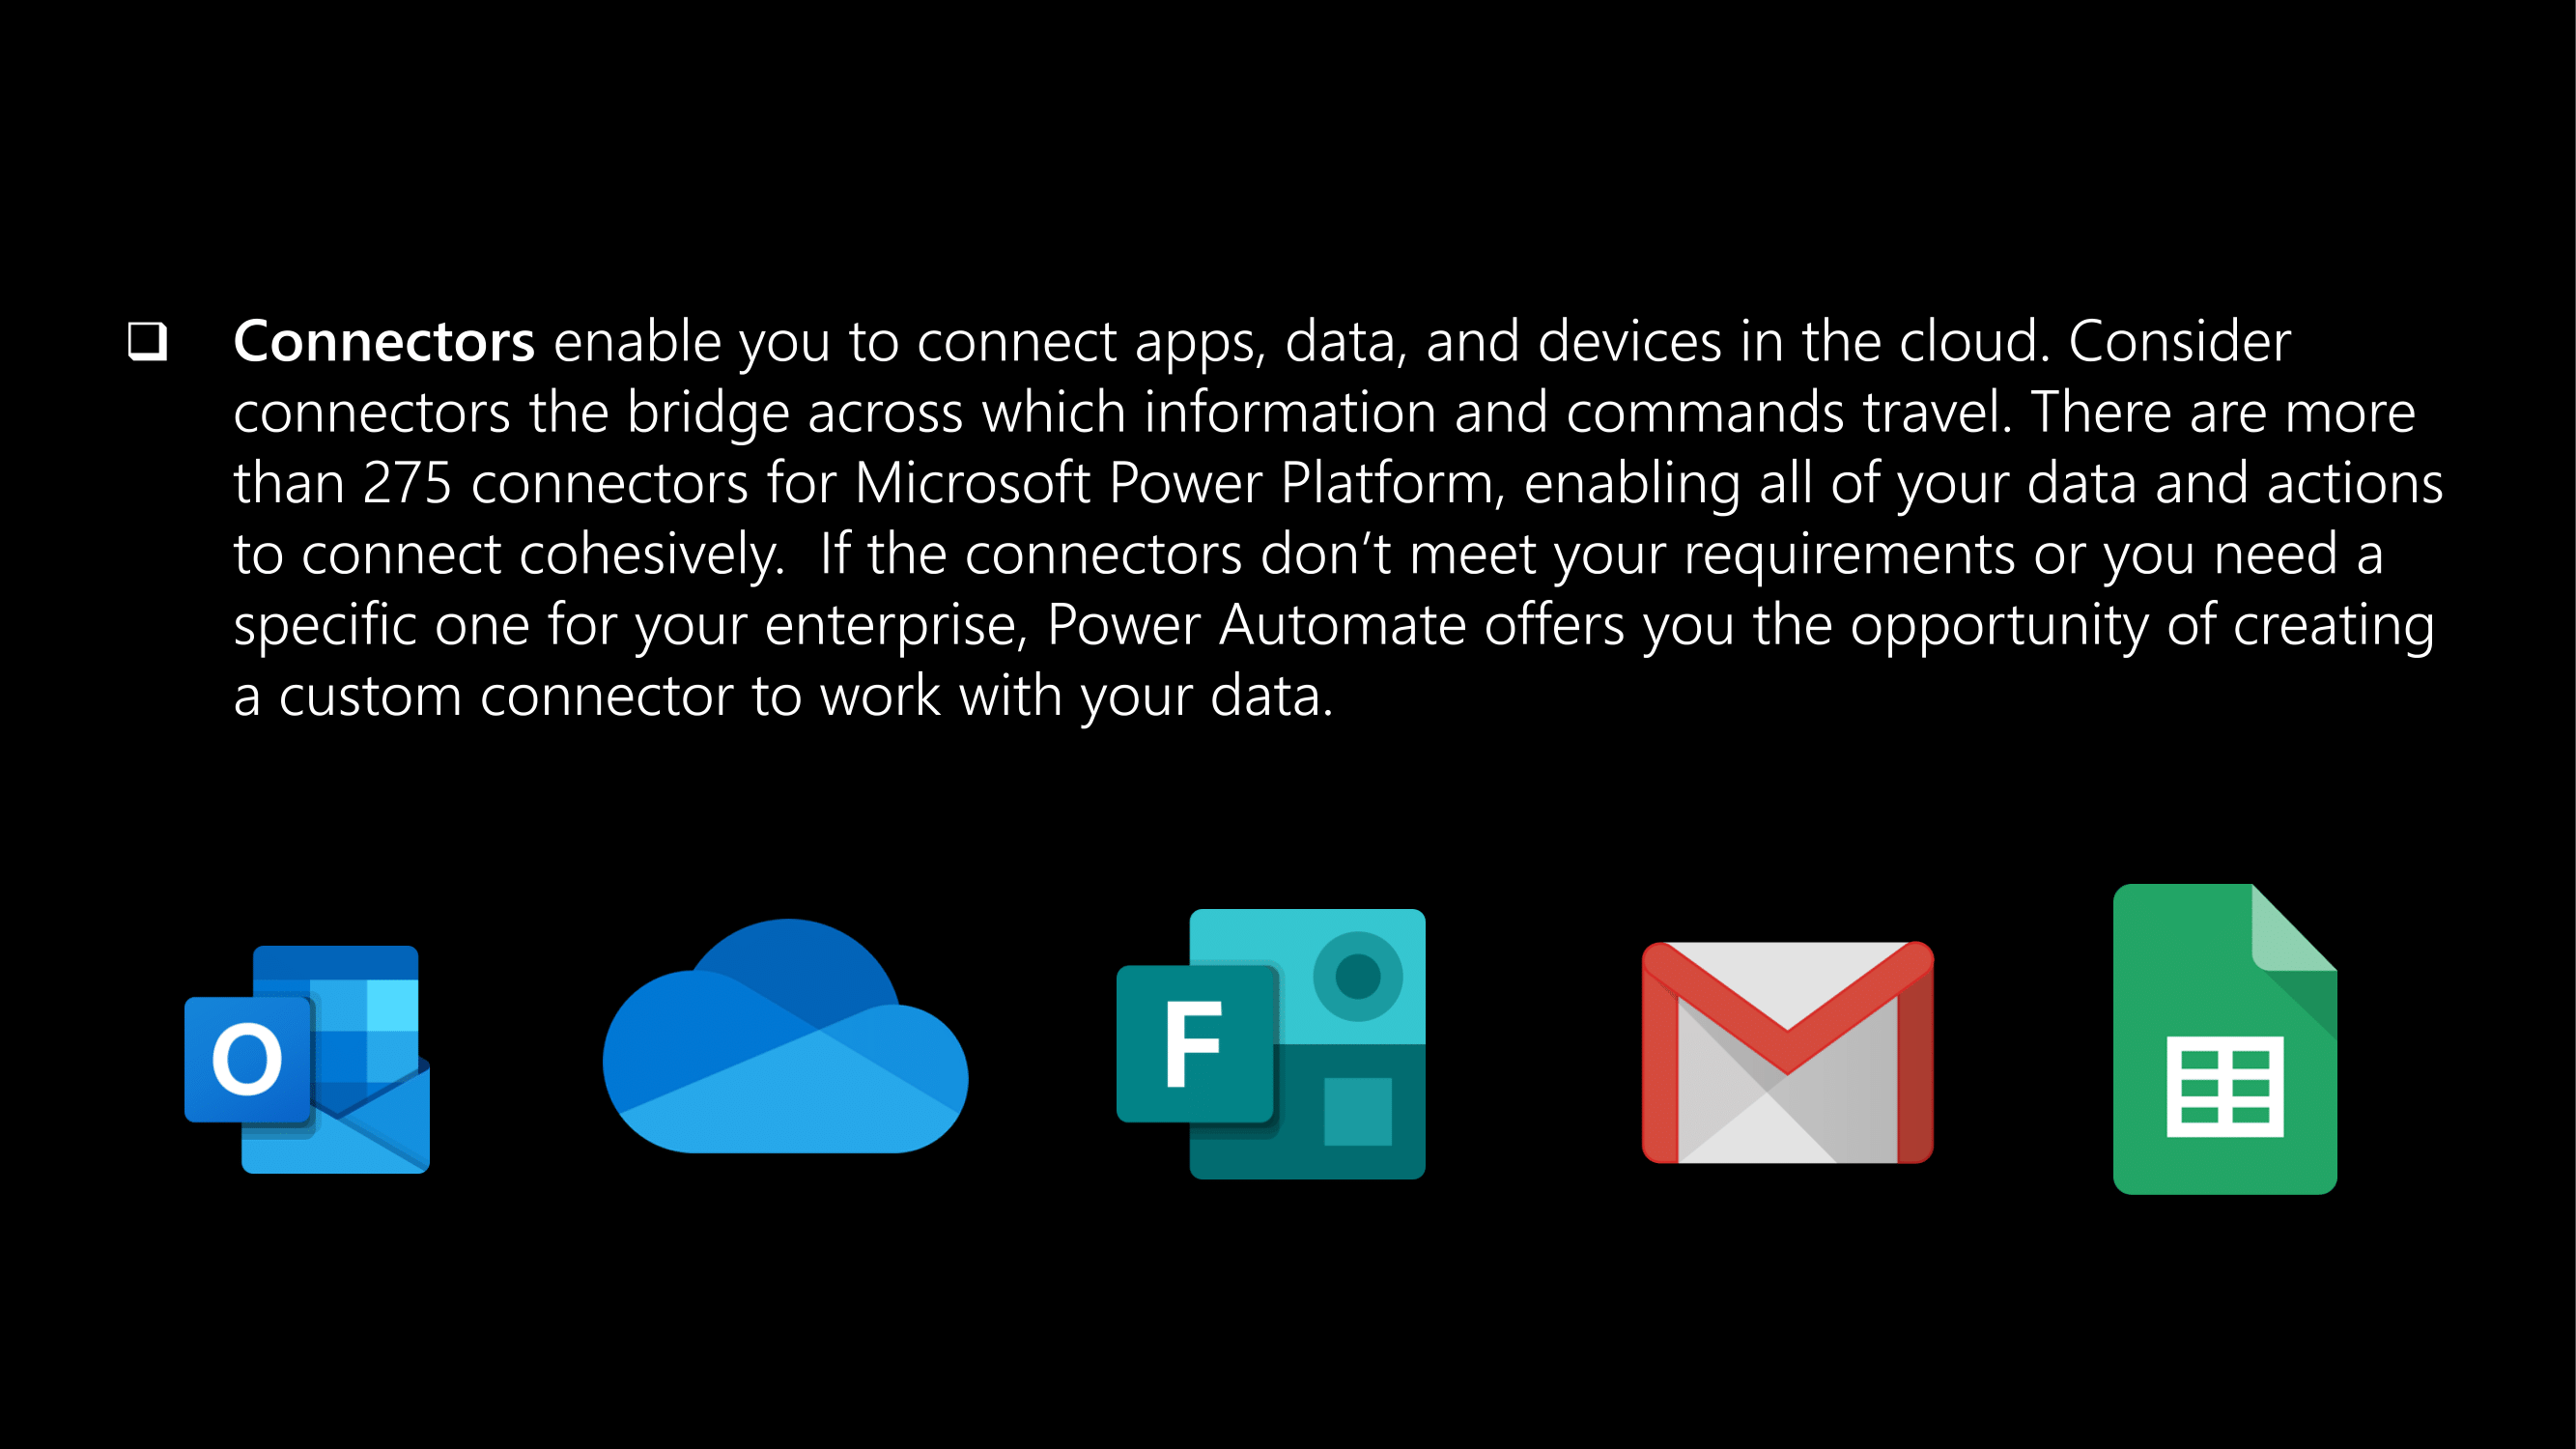 ❑ Connectors enable you to connect apps, data, and devices in the cloud. Consider
connectors the bridge across which information and commands travel. There are more
than 275 connectors for Microsoft Power Platform, enabling all of your data and actions
to connect cohesively.  If the connectors don’t meet your requirements or you need a
specific one for your enterprise, Power Automate offers you the opportunity of creating
a custom connector to work with your data.
O
F